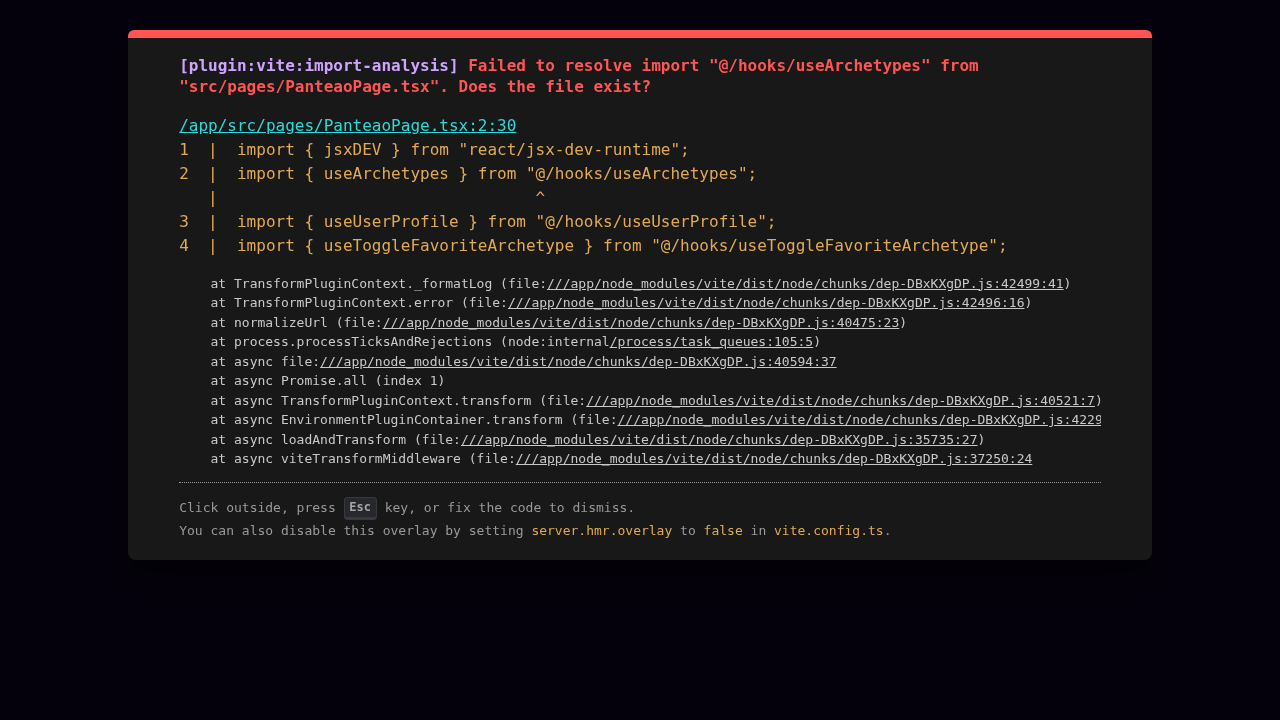 [plugin:vite:import-analysis] Failed to resolve import "@/hooks/useArchetypes" from
"src/pages/PanteaoPage.tsx". Does the file exist?
/app/src/pages/PanteaoPage.tsx:2:30
1  |  import { jsxDEV } from "react/jsx-dev-runtime";
2  |  import { useArchetypes } from "@/hooks/useArchetypes";
   |                                 ^
3  |  import { useUserProfile } from "@/hooks/useUserProfile";
4  |  import { useToggleFavoriteArchetype } from "@/hooks/useToggleFavoriteArchetype";
at TransformPluginContext._formatLog (file:///app/node_modules/vite/dist/node/chunks/dep-DBxKXgDP.js:42499:41)
at TransformPluginContext.error (file:///app/node_modules/vite/dist/node/chunks/dep-DBxKXgDP.js:42496:16)
at normalizeUrl (file:///app/node_modules/vite/dist/node/chunks/dep-DBxKXgDP.js:40475:23)
at process.processTicksAndRejections (node:internal/process/task_queues:105:5)
at async file:///app/node_modules/vite/dist/node/chunks/dep-DBxKXgDP.js:40594:37
at async Promise.all (index 1)
at async TransformPluginContext.transform (file:///app/node_modules/vite/dist/node/chunks/dep-DBxKXgDP.js:40521:7)
at async EnvironmentPluginContainer.transform (file:///app/node_modules/vite/dist/node/chunks/dep-DBxKXgDP.js:4229
at async loadAndTransform (file:///app/node_modules/vite/dist/node/chunks/dep-DBxKXgDP.js:35735:27)
at async viteTransformMiddleware (file:///app/node_modules/vite/dist/node/chunks/dep-DBxKXgDP.js:37250:24
Click outside, press Esc key, or fix the code to dismiss.
You can also disable this overlay by setting server.hmr.overlay to false in vite.config.ts.